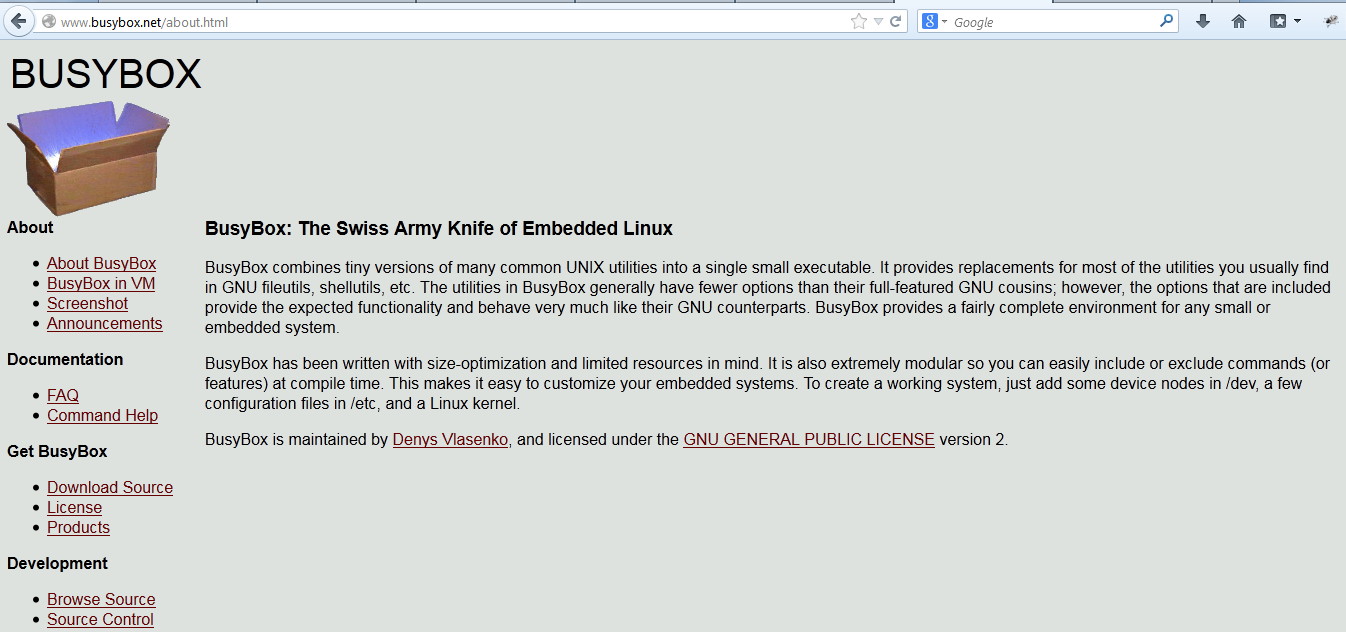 www.busybox.net/about.html
8 Google
BUSYBOX
About
About BusyBox
BusyBox in VM
Screenshot
Announcements
Documentation
FAQ
Command Help
Get BusyBox
Download Source
License
Products
Development
Browse Source
Source Control
BusyBox: The Swiss Army Knife of Embedded Linux
BusyBox combines tiny versions of many common UNIX utilities into a single small executable. It provides replacements for most of the utilities you usually find
in GNU fileutils, shellutils, etc. The utilities in BusyBox generally have fewer options than their full-featured GNU cousins; however, the options that are included
provide the expected functionality and behave very much like their GNU counterparts. BusyBox provides a fairly complete environment for any small or
embedded system.
BusyBox has been written with size-optimization and limited resources in mind. It is also extremely modular so you can easily include or exclude commands (or
features) at compile time. This makes it easy to customize your embedded systems. To create a working system, just add some device nodes in /dev, a few
configuration files in /etc, and a Linux kernel.
BusyBox is maintained by Denys Vlasenko, and licensed under the GNU GENERAL PUBLIC LICENSE version 2.